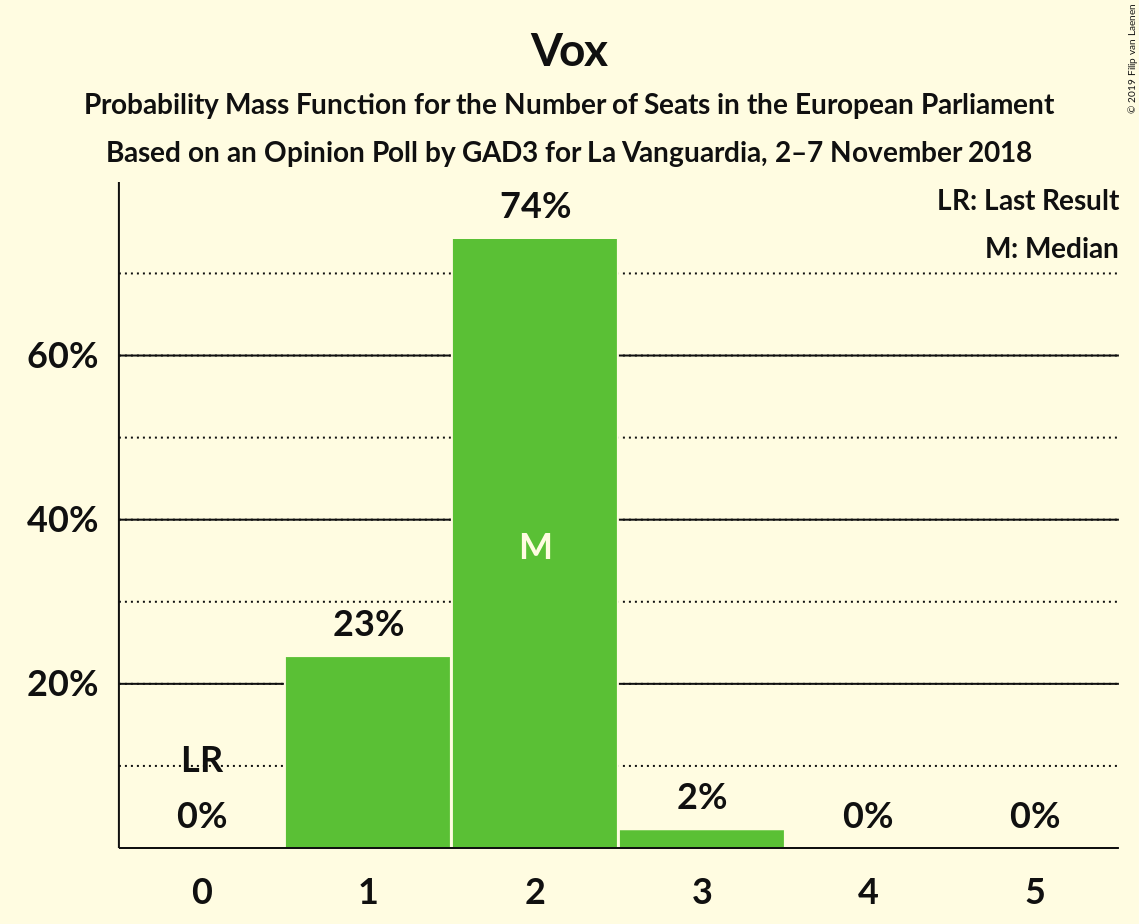 Vox
Probability Mass Function for the Number of Seats in the European Parliament
Based on an Opinion Poll by GAD3 for La Vanguardia, 2–7 November 2018
© 2019 Filip van Laenen
LR: Last Result
M: Median
74%
60%
40%
M
23%
20%
LR
0%
2%
0%
0%
0 1 2 3 4 5